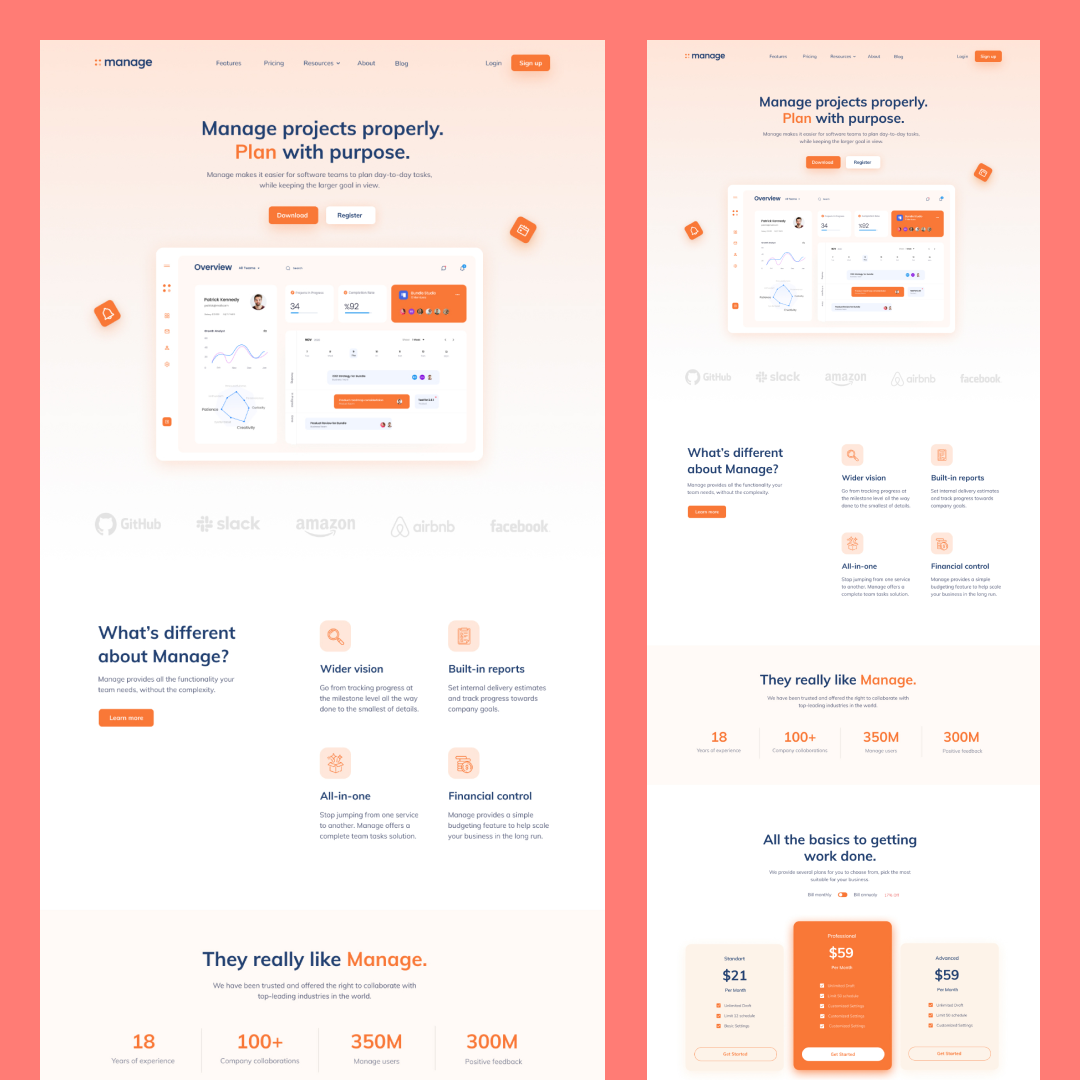 manage
Features
Pricing
Resources
About
Blog
Login
Sign up
Manage projects properly.
Plan with purpose.
Manage makes it easier for software teams to plan day-to-day tasks,
while keeping the larger goal in view.
Download
Register
Overview
All Teams
Search
Patrick Kennedy
Projects in Progress
34
Completion Rate
%92
Patience
Curiosity
Creativity
GitHub
slack
amazon
airbnb
facebook
What's different
about Manage?
Manage provides all the functionality your
team needs, without the complexity.
Learn more
Wider vision
Go from tracking progress at
the milestone level all the way
done to the smallest of details.
Built-in reports
Set internal delivery estimates
and track progress towards
company goals.
All-in-one
Stop jumping from one service
to another. Manage offers a
complete team tasks solution.
Financial control
Manage provides a simple
budgeting feature to help scale
your business in the long run.
They really like Manage.
We have been trusted and offered the right to collaborate with
top-leading industries in the world.
18
Years of experience
100+
Company collaborations
350M
Manage users
300M
Positive feedback
manage
Features
Pricing
Resources
About
Blog
Login
Sign up
Manage projects properly.
Plan with purpose.
Manage makes it easier for software teams to plan day-to-day tasks,
while keeping the larger goal in view.
Download
Register
Overview
All Teams
Search
Patrick Kennedy
34
%92
Patience
Curiosity
Creativity
GitHub
slack
amazon
airbnb
facebook
What's different
about Manage?
Manage provides all the functionality your
team needs, without the complexity.
Learn more
Wider vision
Go from tracking progress at
the milestone level all the way
done to the smallest of details.
Built-in reports
Set internal delivery estimates
and track progress towards
company goals.
All-in-one
Stop jumping from one service
to another. Manage offers a
complete team tasks solution.
Financial control
Manage provides a simple
budgeting feature to help scale
your business in the long run.
They really like Manage.
We have been trusted and offered the right to collaborate with
top-leading industries in the world.
18
Years of experience
100+
Company collaborations
350M
Manage users
300M
Positive feedback
All the basics to getting
work done.
We provide several plans for you to choose from, pick the most
suitable for your business.
Bill monthly
Bill annually
Standart
$21
Per Month
Unlimited Draft
Limit 12 schedule
Basic Settings
Get Started
Professional
$59
Per Month
Unlimited Draft
Limit 50 schedule
Customized Settings
Customized Settings
Customized Settings
Get Started
Advanced
$59
Per Month
Unlimited Draft
Limit 50 schedule
Customized Settings
Get Started